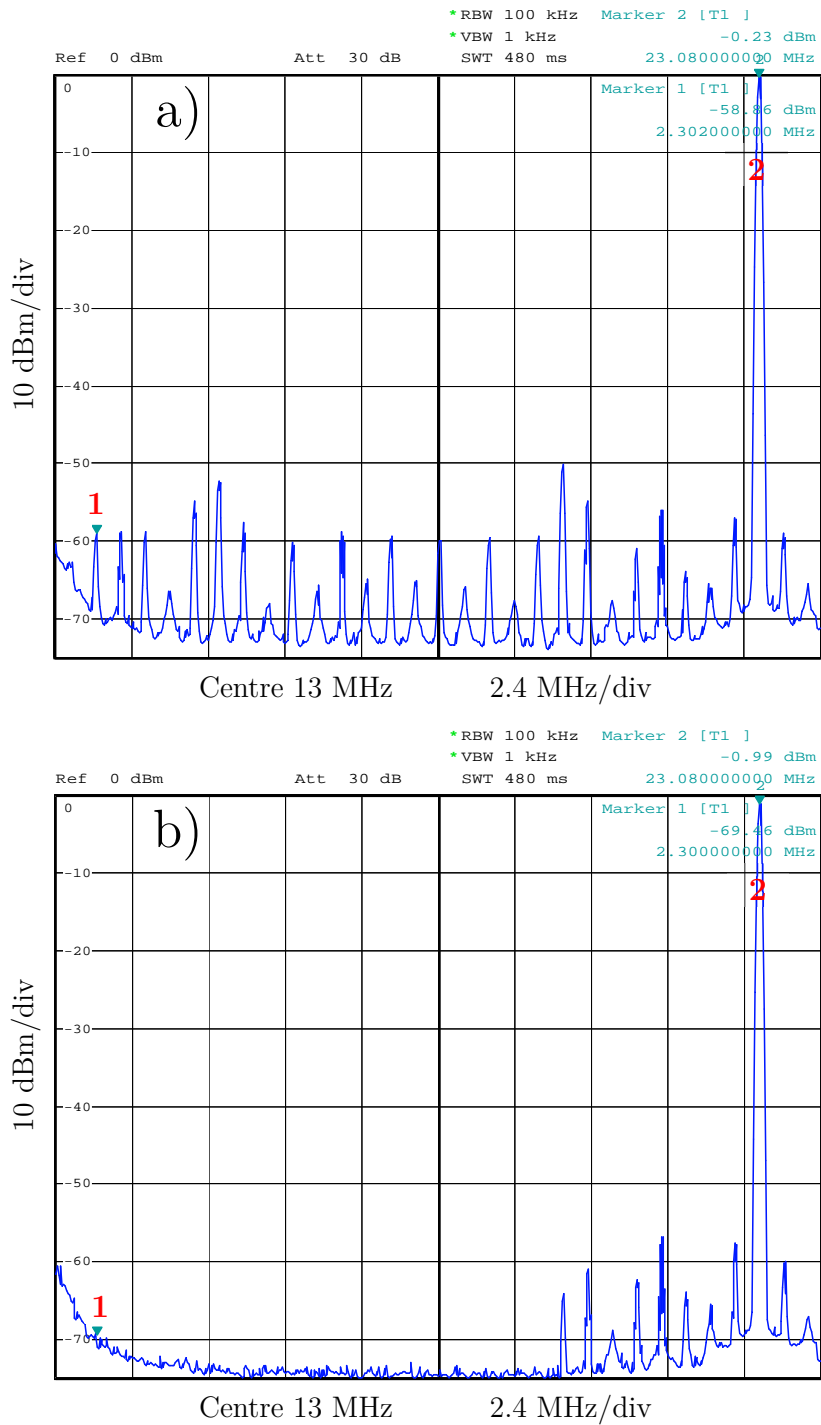 *RBW 100 kHz Marker 2 [T1 ]
*VBW 1 kHz -0.23 dBm
Ref 0 dBm Att 30 dB SWT 480 ms 23.080000000 MHz
2
0
a)
Marker 1 [T1 ]
-58.86 dBm
2.302000000 MHz
-10
2
-20
-30
-40
-50
1
-60
-70
10 dBm/div
Centre 13 MHz 2.4 MHz/div
*RBW 100 kHz Marker 2 [T1 ]
*VBW 1 kHz -0.99 dBm
Ref 0 dBm Att 30 dB SWT 480 ms 23.080000000 MHz
2
0
b)
Marker 1 [T1 ]
-69.46 dBm
2.300000000 MHz
-10
2
-20
-30
-40
-50
-60
1
-70
10 dBm/div
Centre 13 MHz 2.4 MHz/div